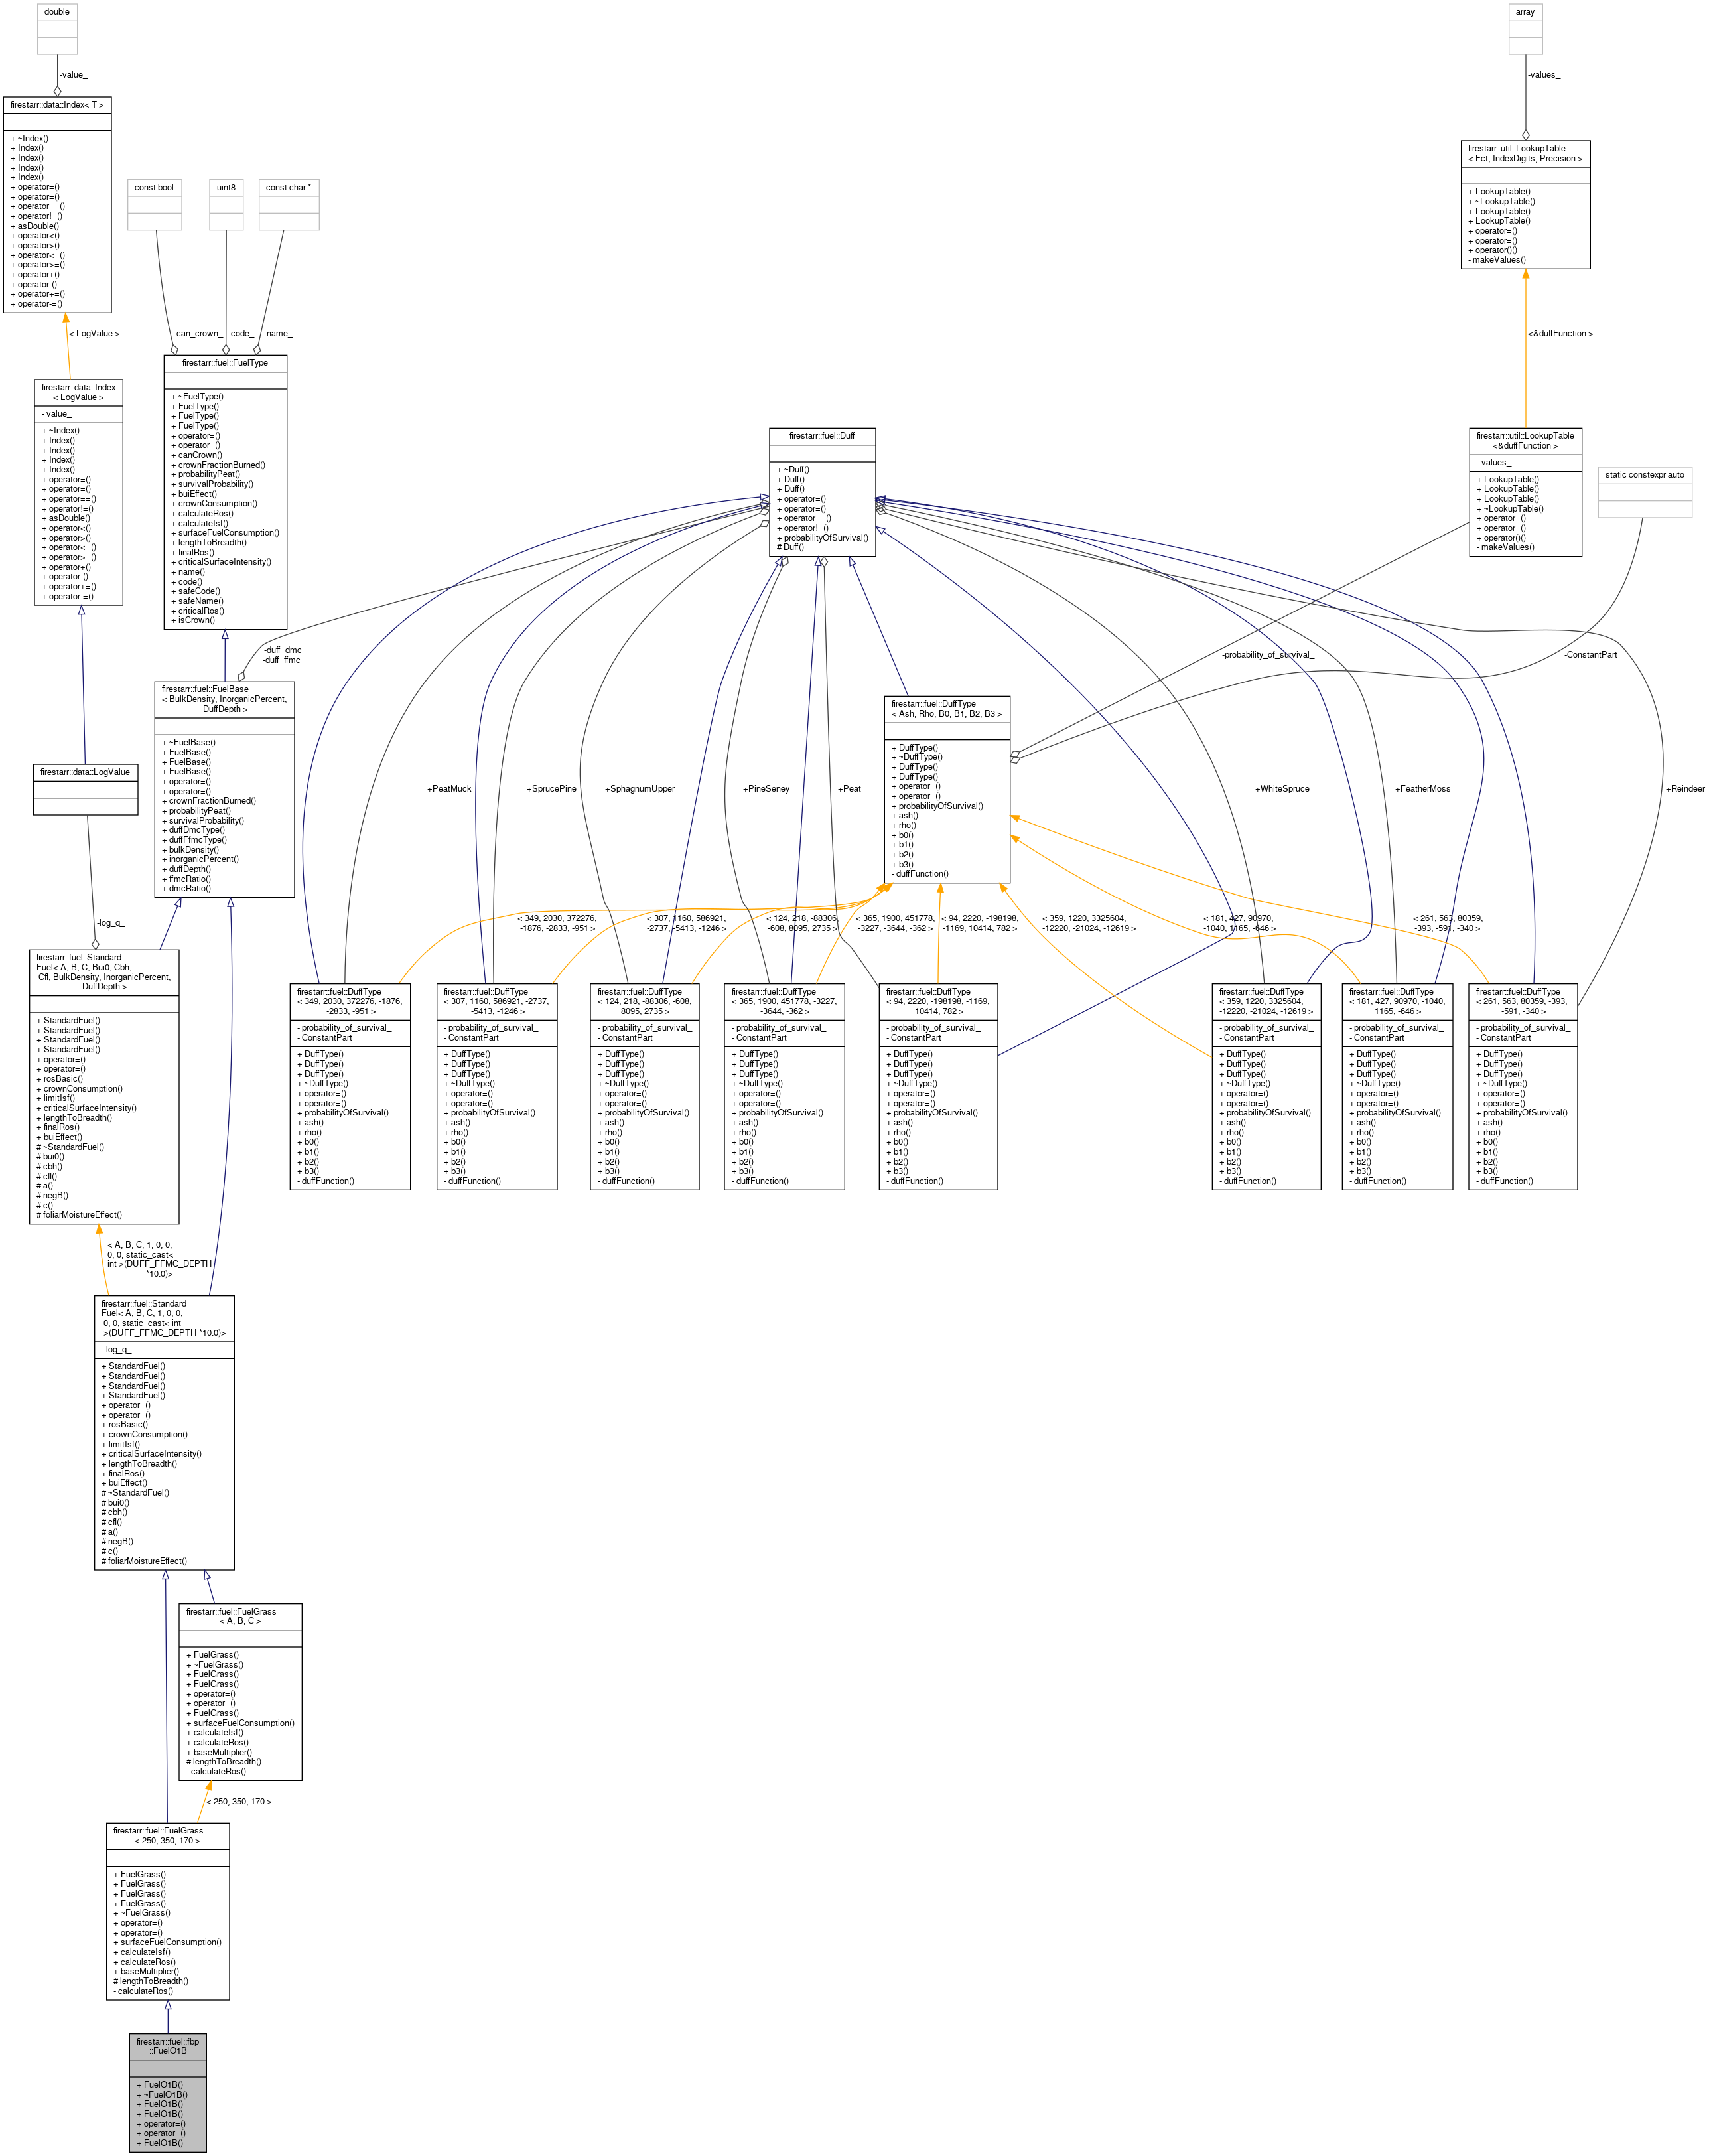 double
-value_
firestarr::data::Index< T >
+ ~Index()
+ Index()
+ Index()
+ Index()
+ Index()
+ operator=()
+ operator=()
+ operator==()
+ operator!=()
+ asDouble()
+ operator<()
+ operator>()
+ operator<=()
+ operator>=()
+ operator+()
+ operator-()
+ operator+=()
+ operator-=()
< LogValue >
firestarr::data::Index
< LogValue >
- value_
+ ~Index()
+ Index()
+ Index()
+ Index()
+ Index()
+ operator=()
+ operator=()
+ operator==()
+ operator!=()
+ asDouble()
+ operator<()
+ operator>()
+ operator<=()
+ operator>=()
+ operator+()
+ operator-()
+ operator+=()
+ operator-=()
firestarr::data::LogValue
-log_q_
const bool
uint8
const char *
-can_crown_
-code_
-name_
firestarr::fuel::FuelType
+ ~FuelType()
+ FuelType()
+ FuelType()
+ FuelType()
+ operator=()
+ operator=()
+ canCrown()
+ crownFractionBurned()
+ probabilityPeat()
+ survivalProbability()
+ buiEffect()
+ crownConsumption()
+ calculateRos()
+ calculateIsf()
+ surfaceFuelConsumption()
+ lengthToBreadth()
+ finalRos()
+ criticalSurfaceIntensity()
+ name()
+ code()
+ safeCode()
+ safeName()
+ criticalRos()
+ isCrown()
-duff_dmc_
-duff_ffmc_
firestarr::fuel::FuelBase
< BulkDensity, InorganicPercent,
DuffDepth >
+ ~FuelBase()
+ FuelBase()
+ FuelBase()
+ FuelBase()
+ operator=()
+ operator=()
+ crownFractionBurned()
+ probabilityPeat()
+ survivalProbability()
+ duffDmcType()
+ duffFfmcType()
+ bulkDensity()
+ inorganicPercent()
+ duffDepth()
+ ffmcRatio()
+ dmcRatio()
firestarr::fuel::Standard
Fuel< A, B, C, Bui0, Cbh,
Cfl, BulkDensity, InorganicPercent,
DuffDepth >
+ StandardFuel()
+ StandardFuel()
+ StandardFuel()
+ StandardFuel()
+ operator=()
+ operator=()
+ rosBasic()
+ crownConsumption()
+ limitIsf()
+ criticalSurfaceIntensity()
+ lengthToBreadth()
+ finalRos()
+ buiEffect()
# ~StandardFuel()
# bui0()
# cbh()
# cfl()
# a()
# negB()
# c()
# foliarMoistureEffect()
< A, B, C, 1, 0, 0,
0, 0, static_cast<
int >(DUFF_FFMC_DEPTH
*10.0)>
firestarr::fuel::Standard
Fuel< A, B, C, 1, 0, 0,
0, 0, static_cast< int
>(DUFF_FFMC_DEPTH *10.0)>
- log_q_
+ StandardFuel()
+ StandardFuel()
+ StandardFuel()
+ StandardFuel()
+ operator=()
+ operator=()
+ rosBasic()
+ crownConsumption()
+ limitIsf()
+ criticalSurfaceIntensity()
+ lengthToBreadth()
+ finalRos()
+ buiEffect()
# ~StandardFuel()
# bui0()
# cbh()
# cfl()
# a()
# negB()
# c()
# foliarMoistureEffect()
firestarr::fuel::FuelGrass
< A, B, C >
+ FuelGrass()
+ ~FuelGrass()
+ FuelGrass()
+ FuelGrass()
+ operator=()
+ operator=()
+ FuelGrass()
+ surfaceFuelConsumption()
+ calculateIsf()
+ calculateRos()
+ baseMultiplier()
# lengthToBreadth()
- calculateRos()
< 250, 350, 170 >
firestarr::fuel::FuelGrass
< 250, 350, 170 >
+ FuelGrass()
+ FuelGrass()
+ FuelGrass()
+ FuelGrass()
+ ~FuelGrass()
+ operator=()
+ operator=()
+ surfaceFuelConsumption()
+ calculateIsf()
+ calculateRos()
+ baseMultiplier()
# lengthToBreadth()
- calculateRos()
firestarr::fuel::fbp
::FuelO1B
+ FuelO1B()
+ ~FuelO1B()
+ FuelO1B()
+ FuelO1B()
+ operator=()
+ operator=()
+ FuelO1B()
firestarr::fuel::Duff
+ ~Duff()
+ Duff()
+ Duff()
+ operator=()
+ operator=()
+ operator==()
+ operator!=()
+ probabilityOfSurvival()
# Duff()
array
-values_
firestarr::util::LookupTable
< Fct, IndexDigits, Precision >
+ LookupTable()
+ ~LookupTable()
+ LookupTable()
+ LookupTable()
+ operator=()
+ operator=()
+ operator()()
- makeValues()
<&duffFunction >
firestarr::util::LookupTable
<&duffFunction >
- values_
+ LookupTable()
+ LookupTable()
+ LookupTable()
+ ~LookupTable()
+ operator=()
+ operator=()
+ operator()()
- makeValues()
static constexpr auto
-probability_of_survival_
-ConstantPart
firestarr::fuel::DuffType
< Ash, Rho, B0, B1, B2, B3 >
+ DuffType()
+ ~DuffType()
+ DuffType()
+ DuffType()
+ operator=()
+ operator=()
+ probabilityOfSurvival()
+ ash()
+ rho()
+ b0()
+ b1()
+ b2()
+ b3()
- duffFunction()
+PeatMuck
+SprucePine
+SphagnumUpper
+PineSeney
+Peat
+WhiteSpruce
+FeatherMoss
+Reindeer
< 349, 2030, 372276,
-1876, -2833, -951 >
< 307, 1160, 586921,
-2737, -5413, -1246 >
< 124, 218, -88306,
-608, 8095, 2735 >
< 365, 1900, 451778,
-3227, -3644, -362 >
< 94, 2220, -198198,
-1169, 10414, 782 >
< 359, 1220, 3325604,
-12220, -21024, -12619 >
< 181, 427, 90970,
-1040, 1165, -646 >
< 261, 563, 80359,
-393, -591, -340 >
firestarr::fuel::DuffType
< 349, 2030, 372276, -1876,
-2833, -951 >
- probability_of_survival_
- ConstantPart
+ DuffType()
+ DuffType()
+ DuffType()
+ ~DuffType()
+ operator=()
+ operator=()
+ probabilityOfSurvival()
+ ash()
+ rho()
+ b0()
+ b1()
+ b2()
+ b3()
- duffFunction()
firestarr::fuel::DuffType
< 307, 1160, 586921, -2737,
-5413, -1246 >
- probability_of_survival_
- ConstantPart
+ DuffType()
+ DuffType()
+ DuffType()
+ ~DuffType()
+ operator=()
+ operator=()
+ probabilityOfSurvival()
+ ash()
+ rho()
+ b0()
+ b1()
+ b2()
+ b3()
- duffFunction()
firestarr::fuel::DuffType
< 124, 218, -88306, -608,
8095, 2735 >
- probability_of_survival_
- ConstantPart
+ DuffType()
+ DuffType()
+ DuffType()
+ ~DuffType()
+ operator=()
+ operator=()
+ probabilityOfSurvival()
+ ash()
+ rho()
+ b0()
+ b1()
+ b2()
+ b3()
- duffFunction()
firestarr::fuel::DuffType
< 365, 1900, 451778, -3227,
-3644, -362 >
- probability_of_survival_
- ConstantPart
+ DuffType()
+ DuffType()
+ DuffType()
+ ~DuffType()
+ operator=()
+ operator=()
+ probabilityOfSurvival()
+ ash()
+ rho()
+ b0()
+ b1()
+ b2()
+ b3()
- duffFunction()
firestarr::fuel::DuffType
< 94, 2220, -198198, -1169,
10414, 782 >
- probability_of_survival_
- ConstantPart
+ DuffType()
+ DuffType()
+ DuffType()
+ ~DuffType()
+ operator=()
+ operator=()
+ probabilityOfSurvival()
+ ash()
+ rho()
+ b0()
+ b1()
+ b2()
+ b3()
- duffFunction()
firestarr::fuel::DuffType
< 359, 1220, 3325604,
-12220, -21024, -12619 >
- probability_of_survival_
- ConstantPart
+ DuffType()
+ DuffType()
+ DuffType()
+ ~DuffType()
+ operator=()
+ operator=()
+ probabilityOfSurvival()
+ ash()
+ rho()
+ b0()
+ b1()
+ b2()
+ b3()
- duffFunction()
firestarr::fuel::DuffType
< 181, 427, 90970, -1040,
1165, -646 >
- probability_of_survival_
- ConstantPart
+ DuffType()
+ DuffType()
+ DuffType()
+ ~DuffType()
+ operator=()
+ operator=()
+ probabilityOfSurvival()
+ ash()
+ rho()
+ b0()
+ b1()
+ b2()
+ b3()
- duffFunction()
firestarr::fuel::DuffType
< 261, 563, 80359, -393,
-591, -340 >
- probability_of_survival_
- ConstantPart
+ DuffType()
+ DuffType()
+ DuffType()
+ ~DuffType()
+ operator=()
+ operator=()
+ probabilityOfSurvival()
+ ash()
+ rho()
+ b0()
+ b1()
+ b2()
+ b3()
- duffFunction()